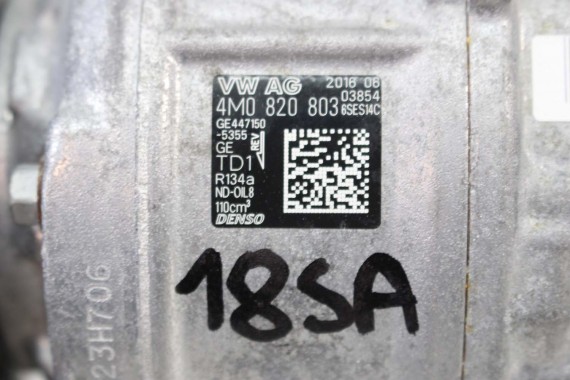 VW AG 2016 06
03854
4M0 820 803 6SES14C
GE447150
-5355
GE REV
TD1
R134a
ND-OIL8
110cm³
DENSO
18SA
23H706